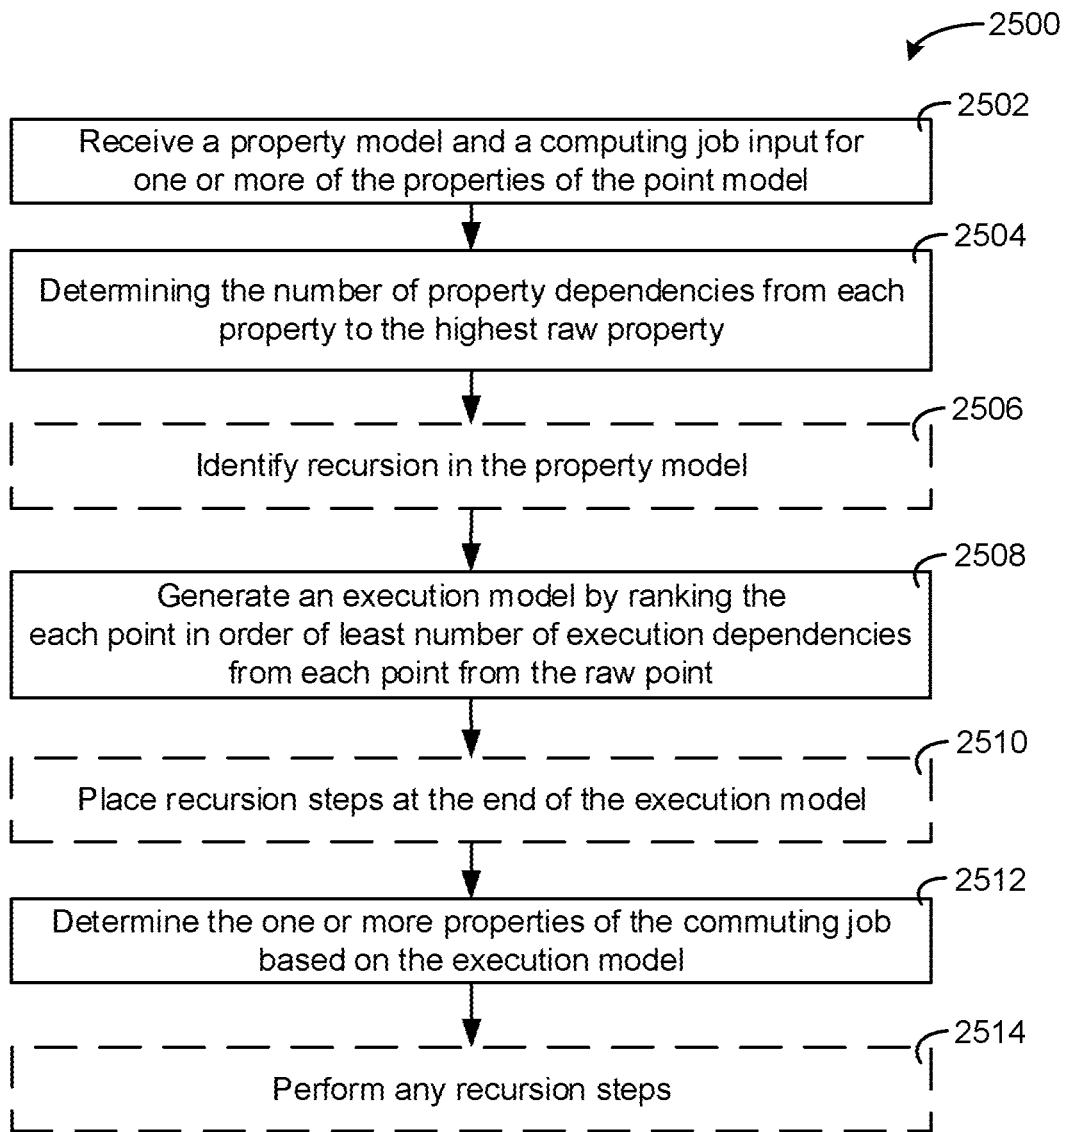 2500
2502
Receive a property model and a computing job input for
one or more of the properties of the point model
2504
Determining the number of property dependencies from each
property to the highest raw property
2506
Identify recursion in the property model
2508
Generate an execution model by ranking the
each point in order of least number of execution dependencies
from each point from the raw point
2510
Place recursion steps at the end of the execution model
2512
Determine the one or more properties of the commuting job
based on the execution model
2514
Perform any recursion steps